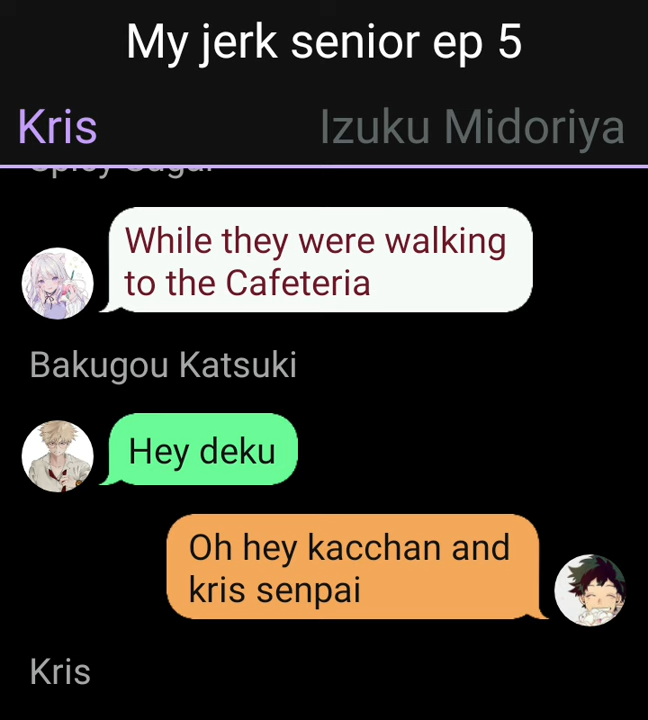 My jerk senior ep 5
Kris
Izuku Midoriya
While they were walking
to the Cafeteria
Bakugou Katsuki
Hey deku
Oh hey kacchan and
kris senpai
Kris